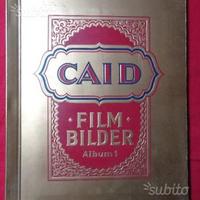 CAID
·FILM·
BILDER
Album 1
subito